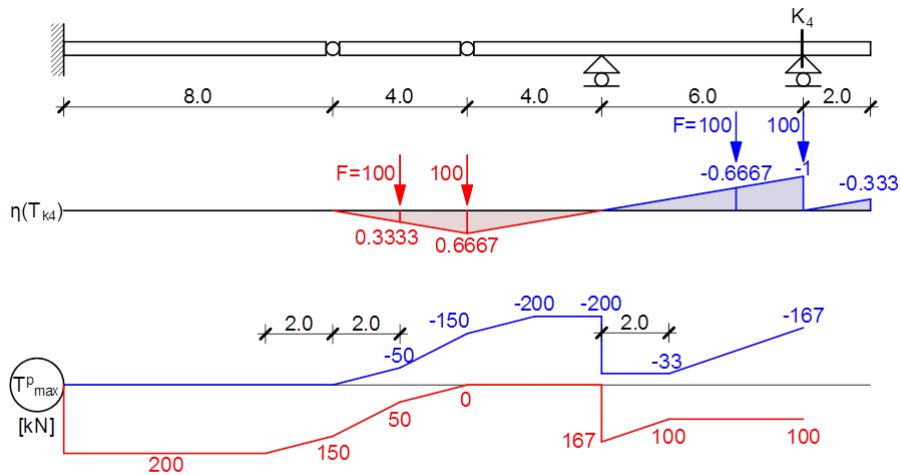 K4
8.0 4.0 4.0 6.0 2.0
F=100 100 F=100 100
-0.6667 -1 -0.333
η(Tk4)
0.3333 0.6667
2.0 2.0 -150 -200 -200 2.0 -167
-50 -33
Tpmax
[kN]
200 150 50 0 167 100 100